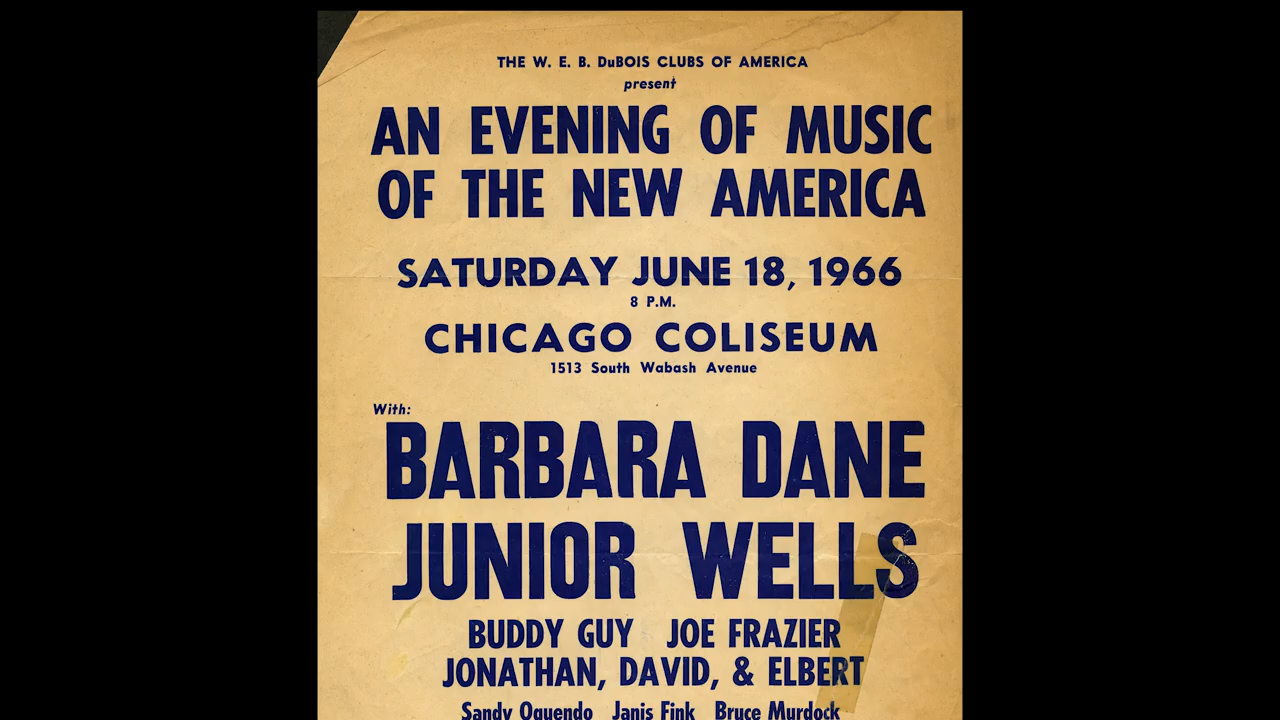 THE W. E. B. DuBOIS CLUBS OF AMERICA
present
AN EVENING OF MUSIC
OF THE NEW AMERICA
SATURDAY JUNE 18, 1966
8 P.M.
CHICAGO COLISEUM
1513 South Wabash Avenue
With:
BARBARA DANE
JUNIOR WELLS
BUDDY GUY JOE FRAZIER
JONATHAN, DAVID, & ELBERT
Sandy Oquendo Janis Fink Bruce Murdock